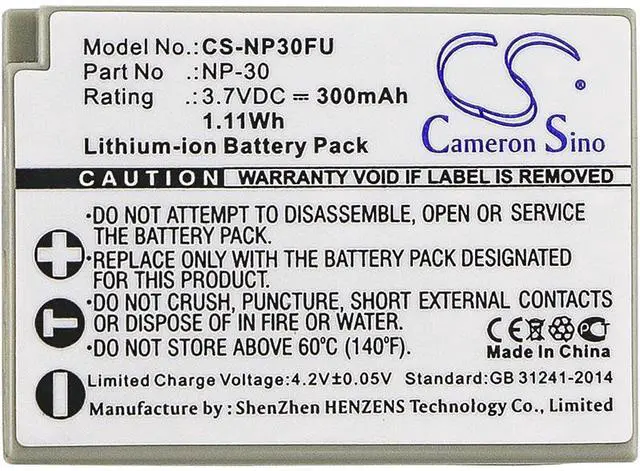 Model No.: CS-NP30FU
Part No .: NP-30
Rating .: 3.7VDC = 300mAh
1.11Wh
Lithium-ion Battery Pack
CS
Cameron Sino
CAUTION WARRANTY VOID IF LABEL IS REMOVED
•DO NOT ATTEMPT TO DISASSEMBLE, OPEN OR SERVICE
THE BATTERY PACK.
•REPLACE ONLY WITH THE BATTERY PACK DESIGNATED
FOR THIS EQUIPMENT.
•DO NOT CRUSH, PUNCTURE, SHORT EXTERNAL CONTACTS
OR DISPOSE OF IN FIRE OR WATER.
•DO NOT STORE ABOVE 60℃ (140℉).
+
T
CE FC
Made In China
Limited Charge Voltage:4.2V±0.05V Standard:GB 31241-2014
Manufacture by : ShenZhen HENZENS Technology Co., Limited